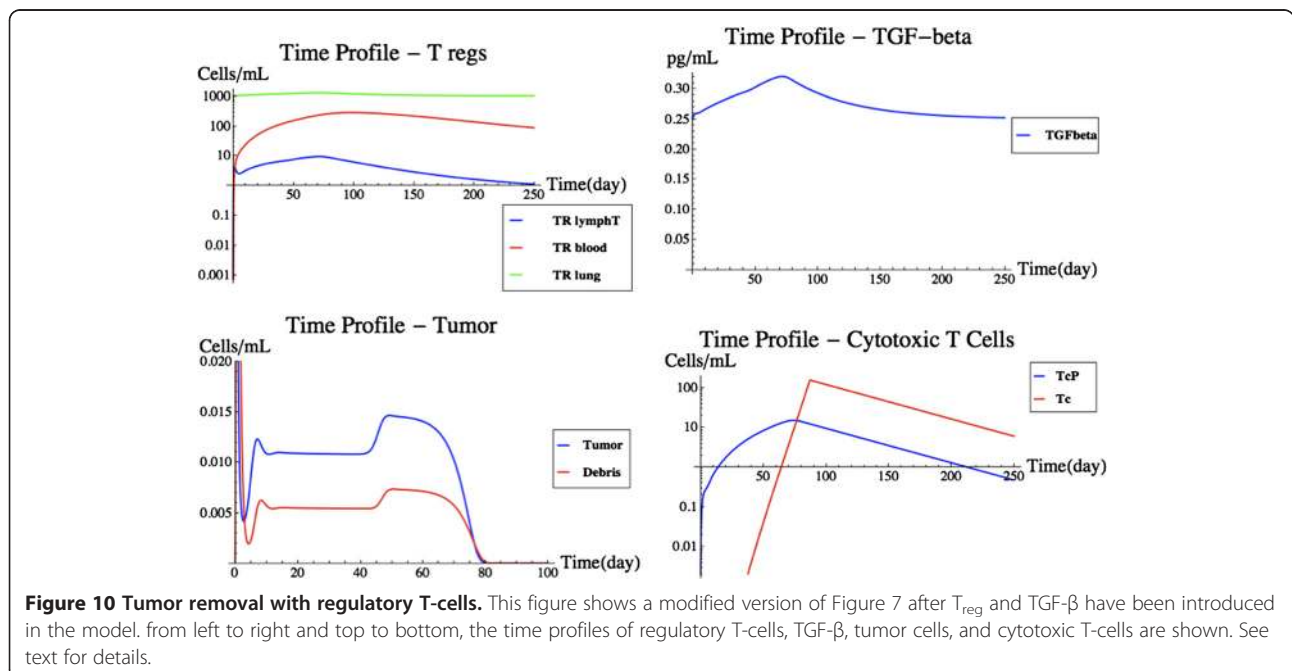 Time Profile – T regs
Cells/mL
1000
100
10
0.1
0.01
0.001
50
100
150
200
250
Time(day)
TR lymphT
TR blood
TR lung
Time Profile – TGF–beta
pg/mL
0.30
0.25
0.20
0.15
0.10
0.05
50
100
150
200
250
Time(day)
TGFbeta
Time Profile – Tumor
Cells/mL
0.020
0.015
0.010
0.005
0
20
40
60
80
100
Time(day)
Tumor
Debris
Time Profile – Cytotoxic T Cells
Cells/mL
100
10
0.1
0.01
50
100
150
200
250
Time(day)
TcP
Tc
Figure 10 Tumor removal with regulatory T-cells. This figure shows a modified version of Figure 7 after Treg and TGF-β have been introduced
in the model. from left to right and top to bottom, the time profiles of regulatory T-cells, TGF-β, tumor cells, and cytotoxic T-cells are shown. See
text for details.